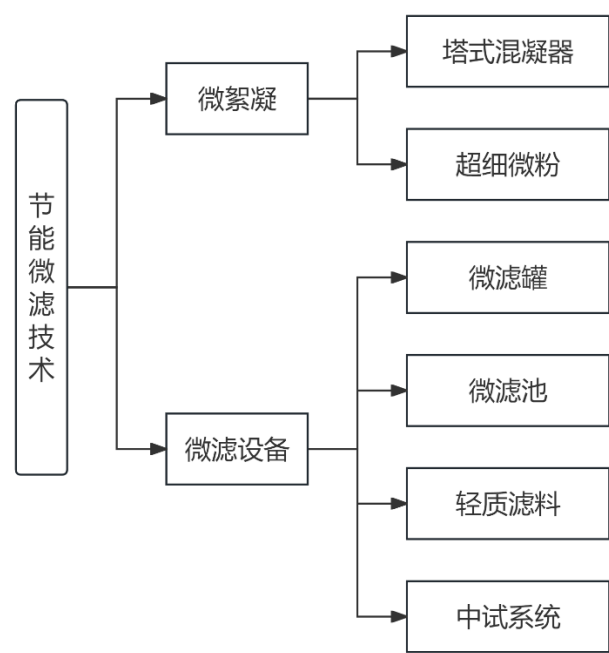 节能微滤技术
微絮凝
塔式混凝器
超细微粉
微滤设备
微滤罐
微滤池
轻质滤料
中试系统